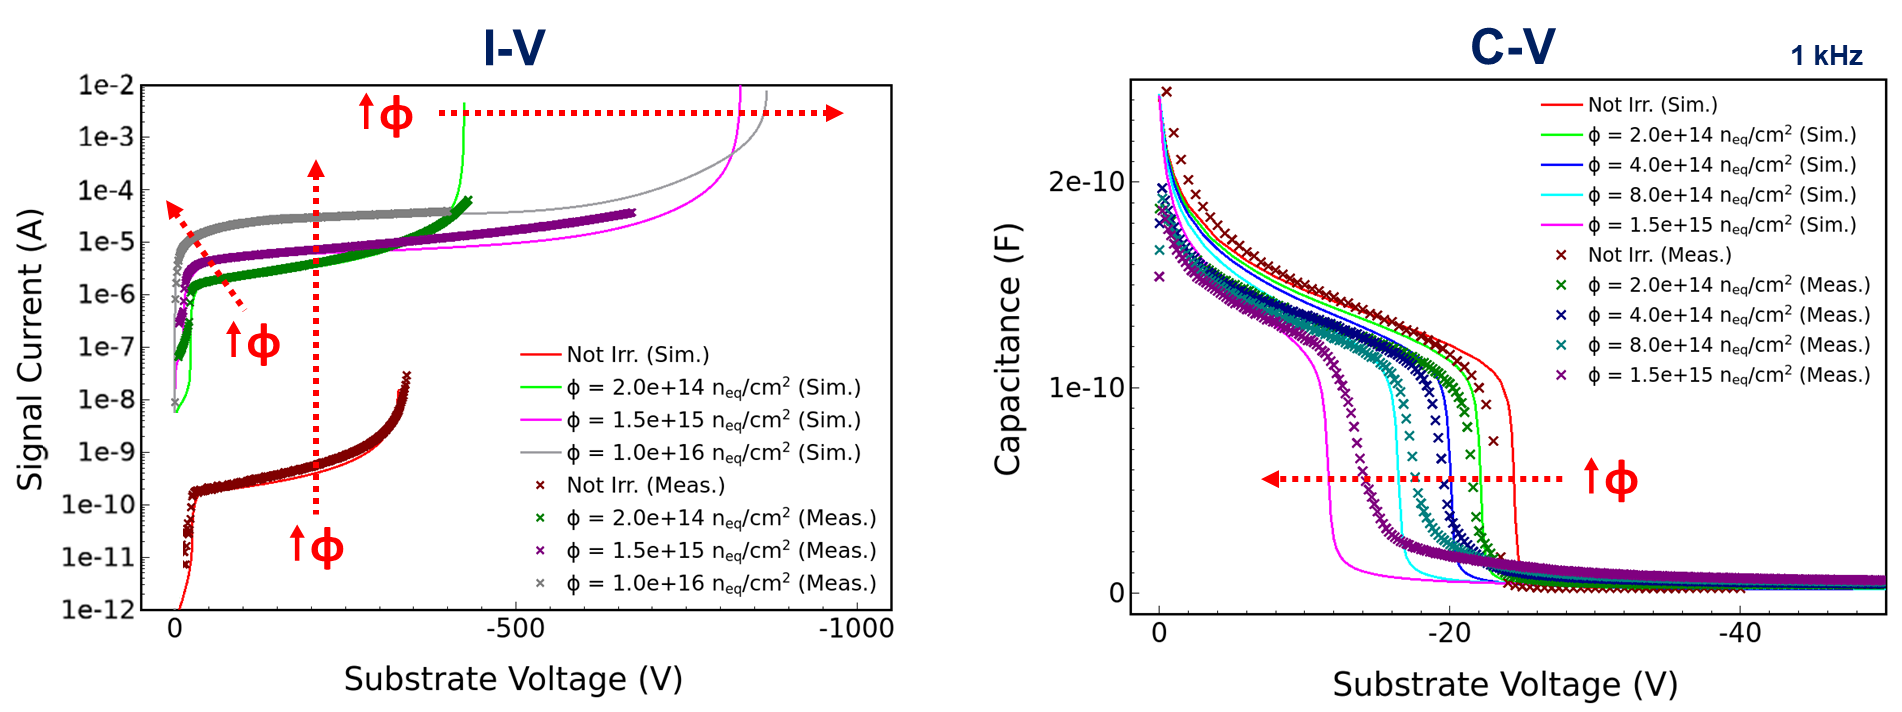 I-V
Signal Current (A)
1e-2
1e-3
1e-4
1e-5
1e-6
1e-7
1e-8
1e-9
1e-10
1e-11
1e-12
ϕ
ϕ
ϕ
Not Irr. (Sim.)
ϕ = 2.0e+14 neq/cm² (Sim.)
ϕ = 1.5e+15 neq/cm² (Sim.)
ϕ = 1.0e+16 neq/cm² (Sim.)
Not Irr. (Meas.)
ϕ = 2.0e+14 neq/cm² (Meas.)
ϕ = 1.5e+15 neq/cm² (Meas.)
ϕ = 1.0e+16 neq/cm² (Meas.)
0 -500 -1000
Substrate Voltage (V)
C-V
1 kHz
Capacitance (F)
2e-10
1e-10
0
Not Irr. (Sim.)
ϕ = 2.0e+14 neq/cm² (Sim.)
ϕ = 4.0e+14 neq/cm² (Sim.)
ϕ = 8.0e+14 neq/cm² (Sim.)
ϕ = 1.5e+15 neq/cm² (Sim.)
Not Irr. (Meas.)
ϕ = 2.0e+14 neq/cm² (Meas.)
ϕ = 4.0e+14 neq/cm² (Meas.)
ϕ = 8.0e+14 neq/cm² (Meas.)
ϕ = 1.5e+15 neq/cm² (Meas.)
ϕ
0 -20 -40
Substrate Voltage (V)